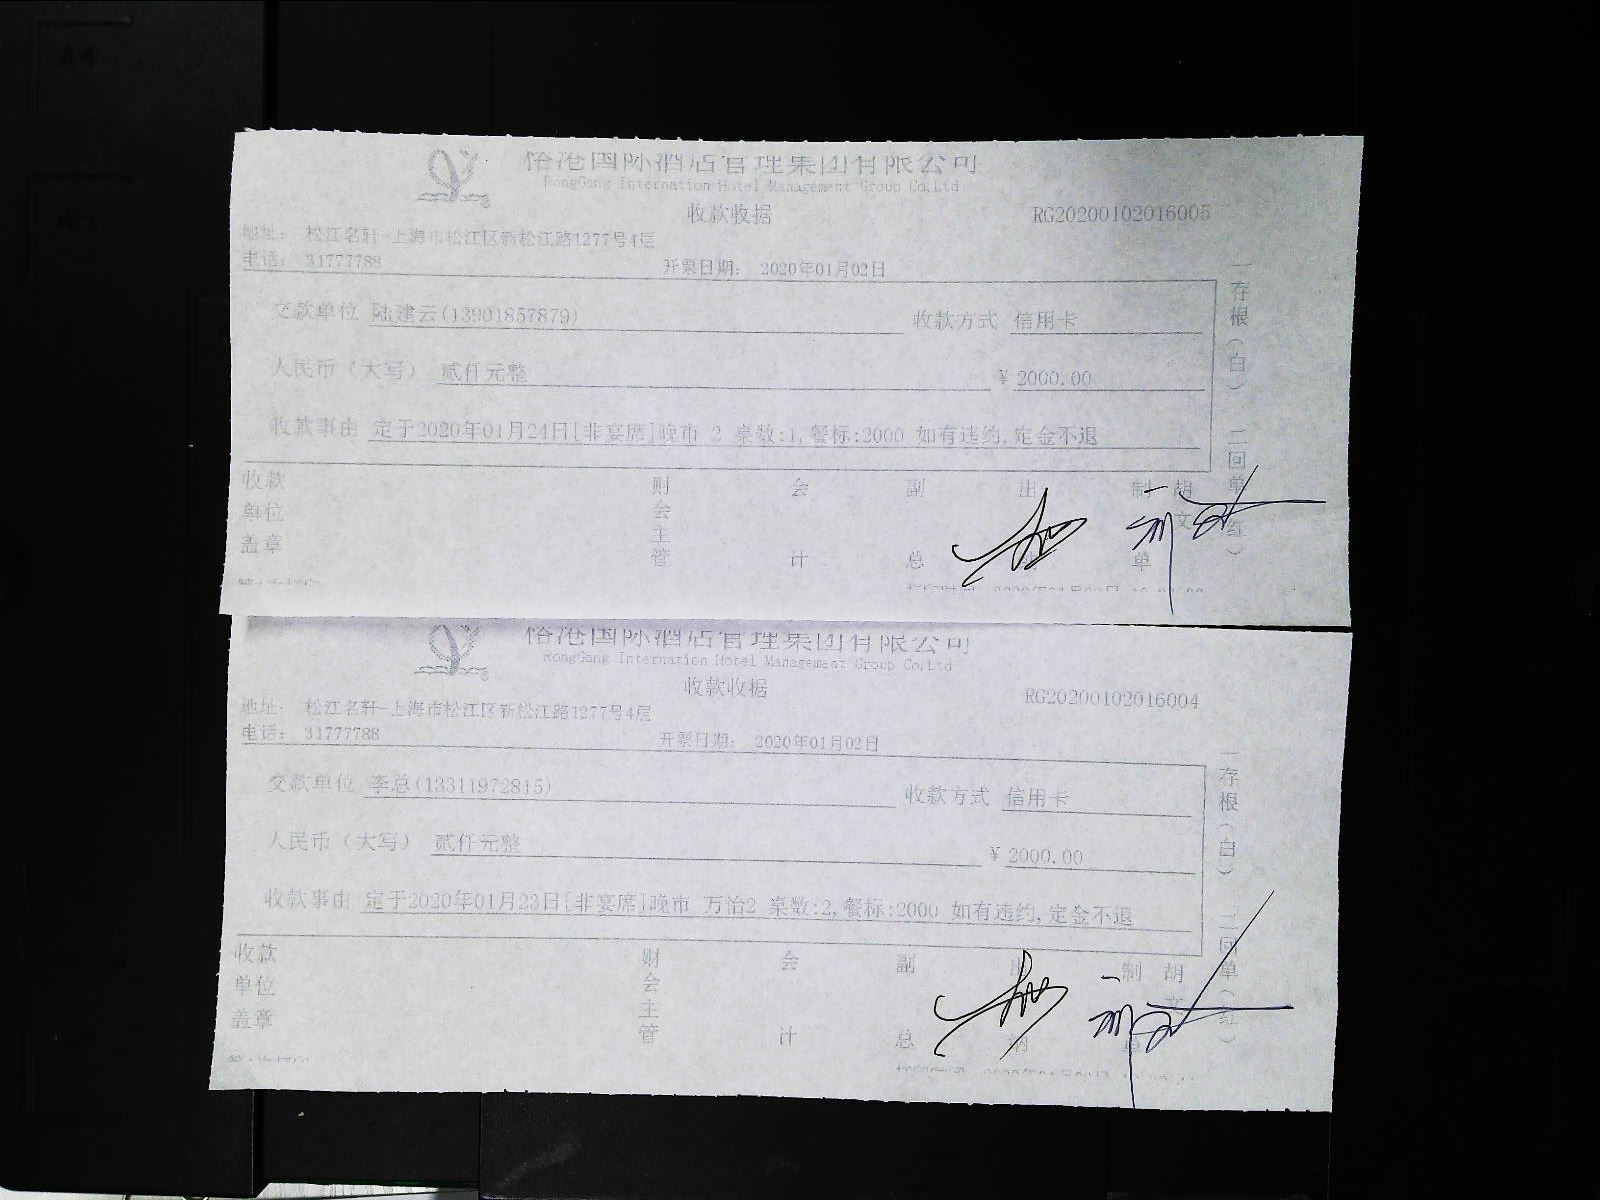 港国际酒店管理集团有限公司
RongGang Internation Hotel Management Group Co,Ltd
收款收据
RG20200102016005
地址： 松江名轩-上海市松江区新松江路1277号4层
电话： 31777788
开票日期： 2020年01月02日
交款单位 陆建云(13901857879) 收款方式 信用卡
人民币（大写） 贰仟元整 ￥ 2000.00
收款事由 定于2020年01月24日[非宴席]晚市 2 桌数:1,餐标:2000 如有违约,定金不退
一存根（白） 二回单（红）
收款单位盖章 财会主管 会计 副总 出纳 制单 胡文
港国际酒店管理集团有限公司
RongGang Internation Hotel Management Group Co,Ltd
收款收据
RG20200102016004
地址： 松江名轩-上海市松江区新松江路1277号4层
电话： 31777788
开票日期： 2020年01月02日
交款单位 李总(13311972815) 收款方式 信用卡
人民币（大写） 贰仟元整 ￥ 2000.00
收款事由 定于2020年01月23日[非宴席]晚市 万怡2 桌数:2,餐标:2000 如有违约,定金不退
一存根（白） 二回单（红）
收款单位盖章 财会主管 会计 副总 出纳 制单 胡文